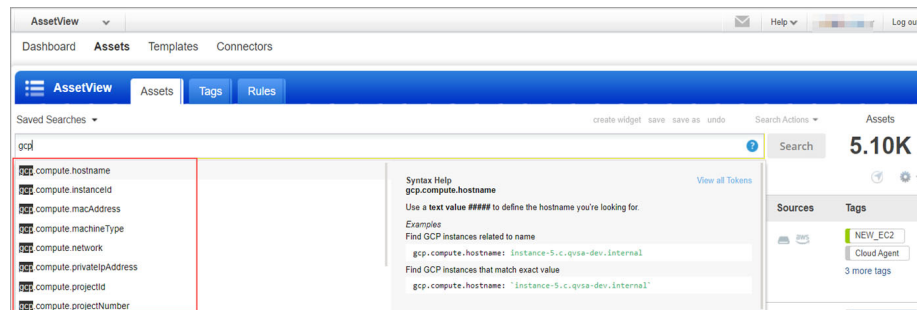 AssetView
Help
Log ou
Dashboard Assets Templates Connectors
AssetView Assets Tags Rules
Saved Searches
create widget save save as undo Search Actions
Assets
gcp
?
Search
5.10K
gcp.compute.hostname
gcp.compute.instanceId
gcp.compute.macAddress
gcp.compute.machineType
gcp.compute.network
gcp.compute.privateIpAddress
gcp.compute.projectId
gcp.compute.projectNumber
Syntax Help
View all Tokens
gcp.compute.hostname
Use a text value ##### to define the hostname you're looking for.
Examples
Find GCP instances related to name
gcp.compute.hostname: instance-5.c.qvsa-dev.internal
Find GCP instances that match exact value
gcp.compute.hostname: `instance-5.c.qvsa-dev.internal`
Sources Tags
aws
NEW_EC2
Cloud Agent
3 more tags